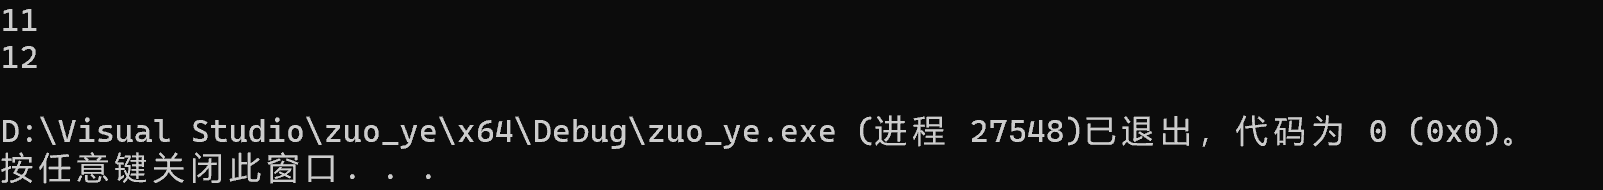 11
12
D:\Visual Studio\zuo_ye\x64\Debug\zuo_ye.exe (进程 27548)已退出，代码为 0 (0x0)。
按任意键关闭此窗口. . .